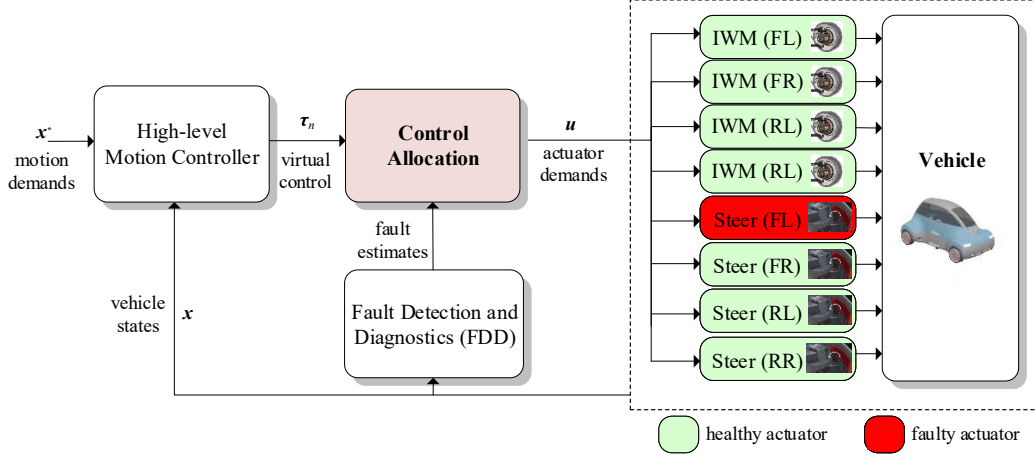 x*
motion
demands
High-level
Motion Controller
τn
virtual
control
Control
Allocation
u
actuator
demands
fault
estimates
Fault Detection and
Diagnostics (FDD)
vehicle
states
x
IWM (FL)
IWM (FR)
IWM (RL)
IWM (RL)
Steer (FL)
Steer (FR)
Steer (RL)
Steer (RR)
Vehicle
healthy actuator
faulty actuator